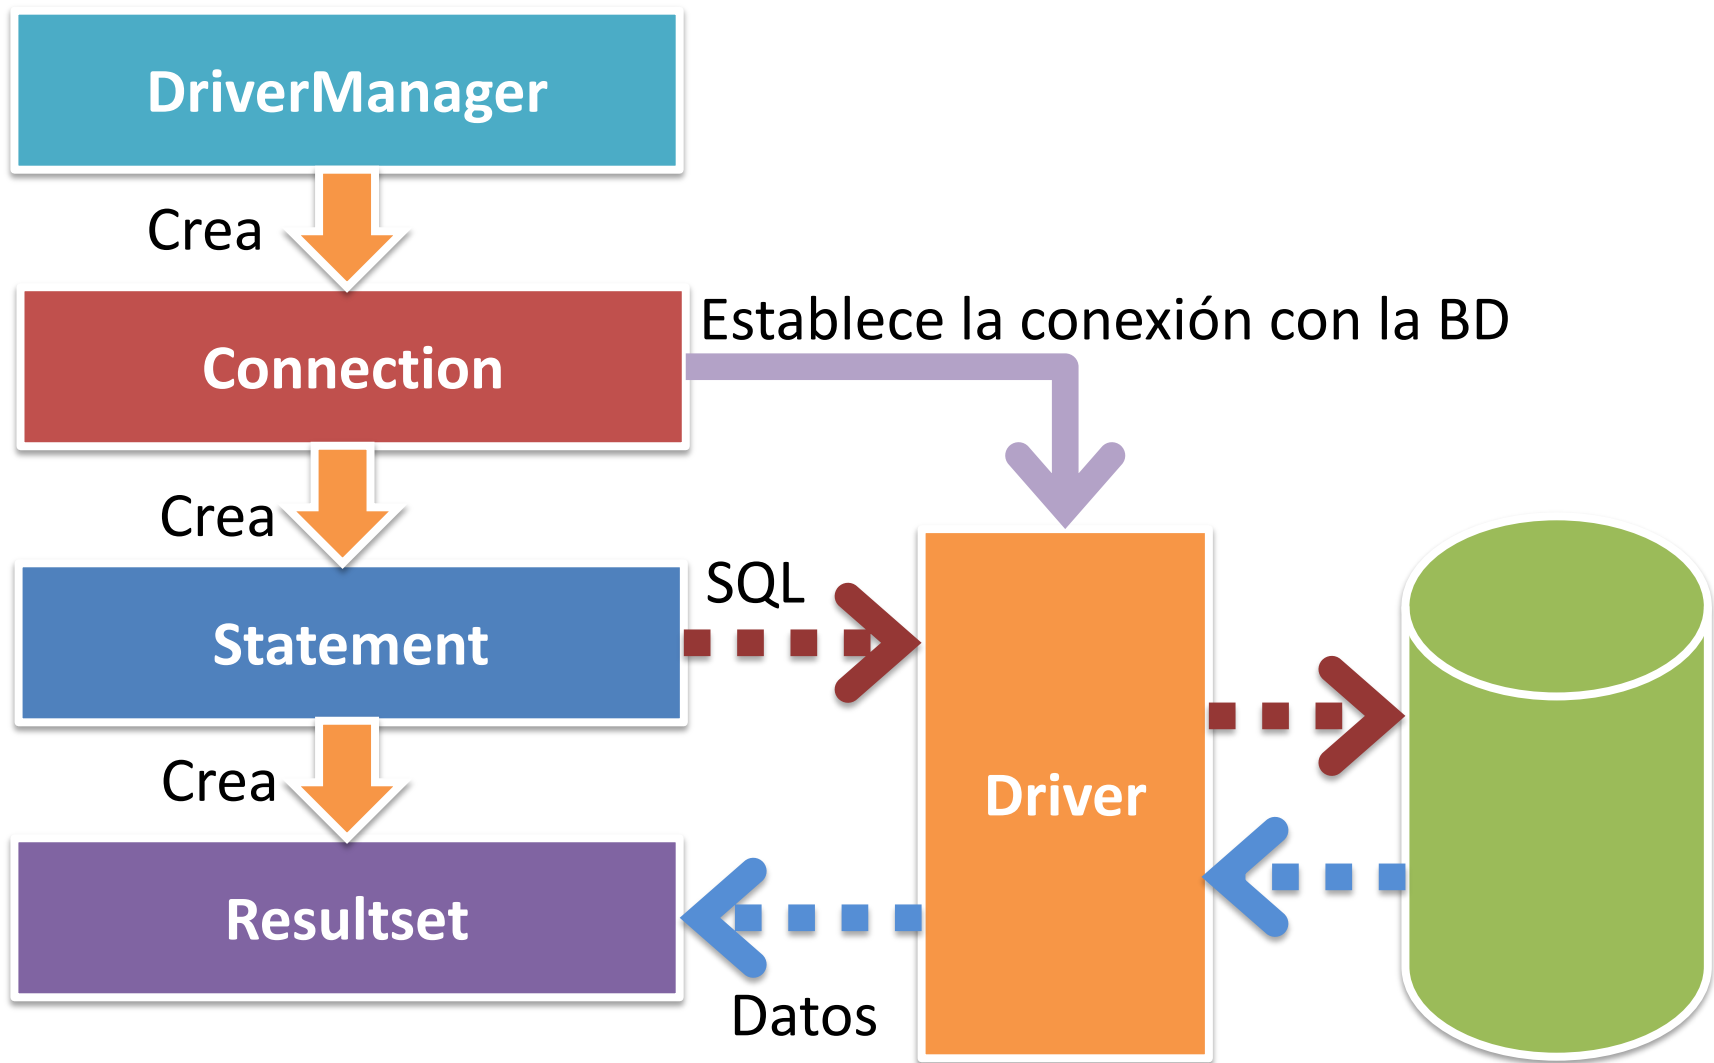 DriverManager
Crea
Establece la conexión con la BD
Connection
Crea
SQL
Statement
Crea
Driver
Resultset
Datos